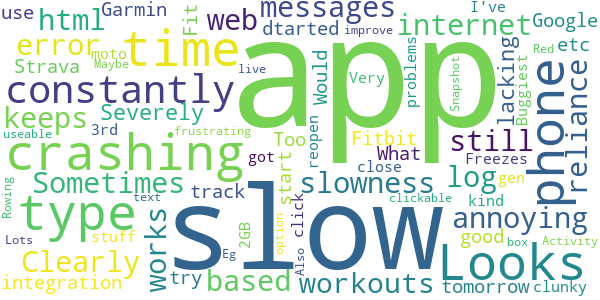 use
moto
Garmin
html
web
messages
I've
improve
internet
Google
dtarted
error
time
app
Fit
Strava
Maybe
live
Would
problems
lacking
etc
Red
constantly
Very
Snapshot
Buggiest
phone
reliance
keeps
Severely
3rd
Too
reopen
Fitbit
What
still
useable
frustrating
crashing
got
start
close
Freezes
Rowing
Sometimes
track
slowness
log
kind
gen
type
slow
text
click
clickable
annoying
Lots
stuff
works
2GB
option
good
box
Activity
Clearly
Eg
Also
Looks
integration
try
based
workouts
tomorrow
clunky